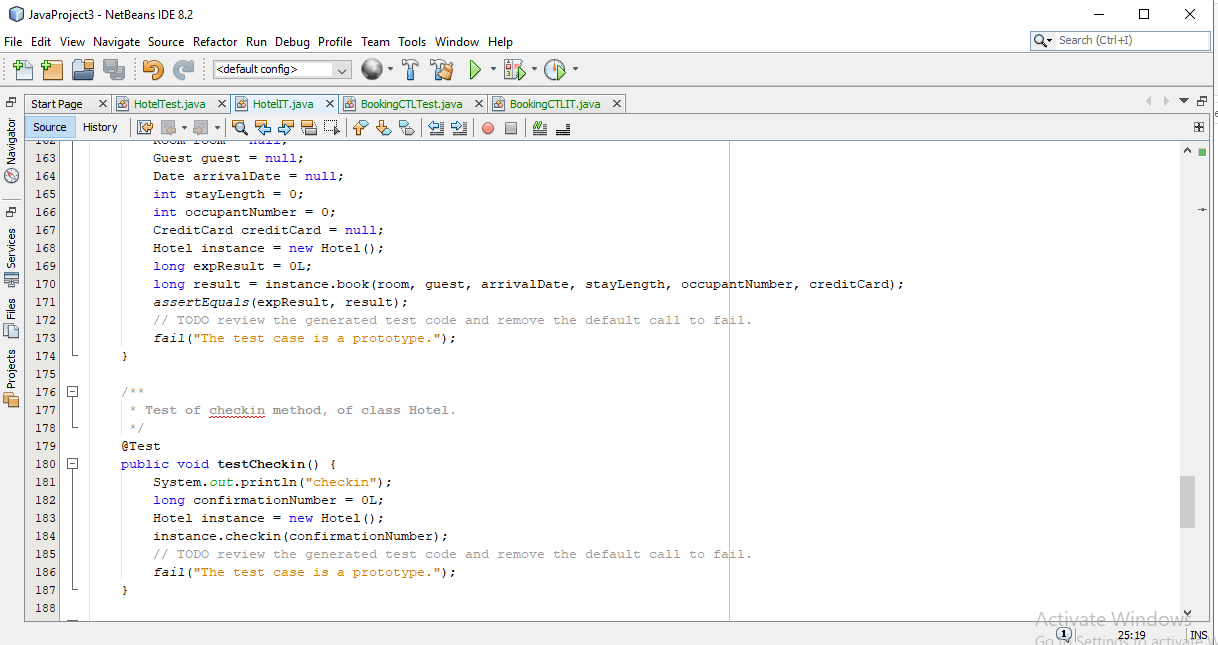 JavaProject3 - NetBeans IDE 8.2
File Edit View Navigate Source Refactor Run Debug Profile Team Tools Window Help
Search (Ctrl+I)
<default config>
Start Page HotelTest.java HotelIT.java BookingCTLTest.java BookingCTLIT.java
Source History
Navigator
Services
Files
Projects
162 Room room = null;
163 Guest guest = null;
164 Date arrivalDate = null;
165 int stayLength = 0;
166 int occupantNumber = 0;
167 CreditCard creditCard = null;
168 Hotel instance = new Hotel();
169 long expResult = 0L;
170 long result = instance.book(room, guest, arrivalDate, stayLength, occupantNumber, creditCard);
171 assertEquals(expResult, result);
172 // TODO review the generated test code and remove the default call to fail.
173 fail("The test case is a prototype.");
174 }
175
176 /**
177 * Test of checkin method, of class Hotel.
178 */
179 @Test
180 public void testCheckin() {
181 System.out.println("checkin");
182 long confirmationNumber = 0L;
183 Hotel instance = new Hotel();
184 instance.checkin(confirmationNumber);
185 // TODO review the generated test code and remove the default call to fail.
186 fail("The test case is a prototype.");
187 }
188
Activate Windows
Go to Settings to activate W
1 25:19 INS